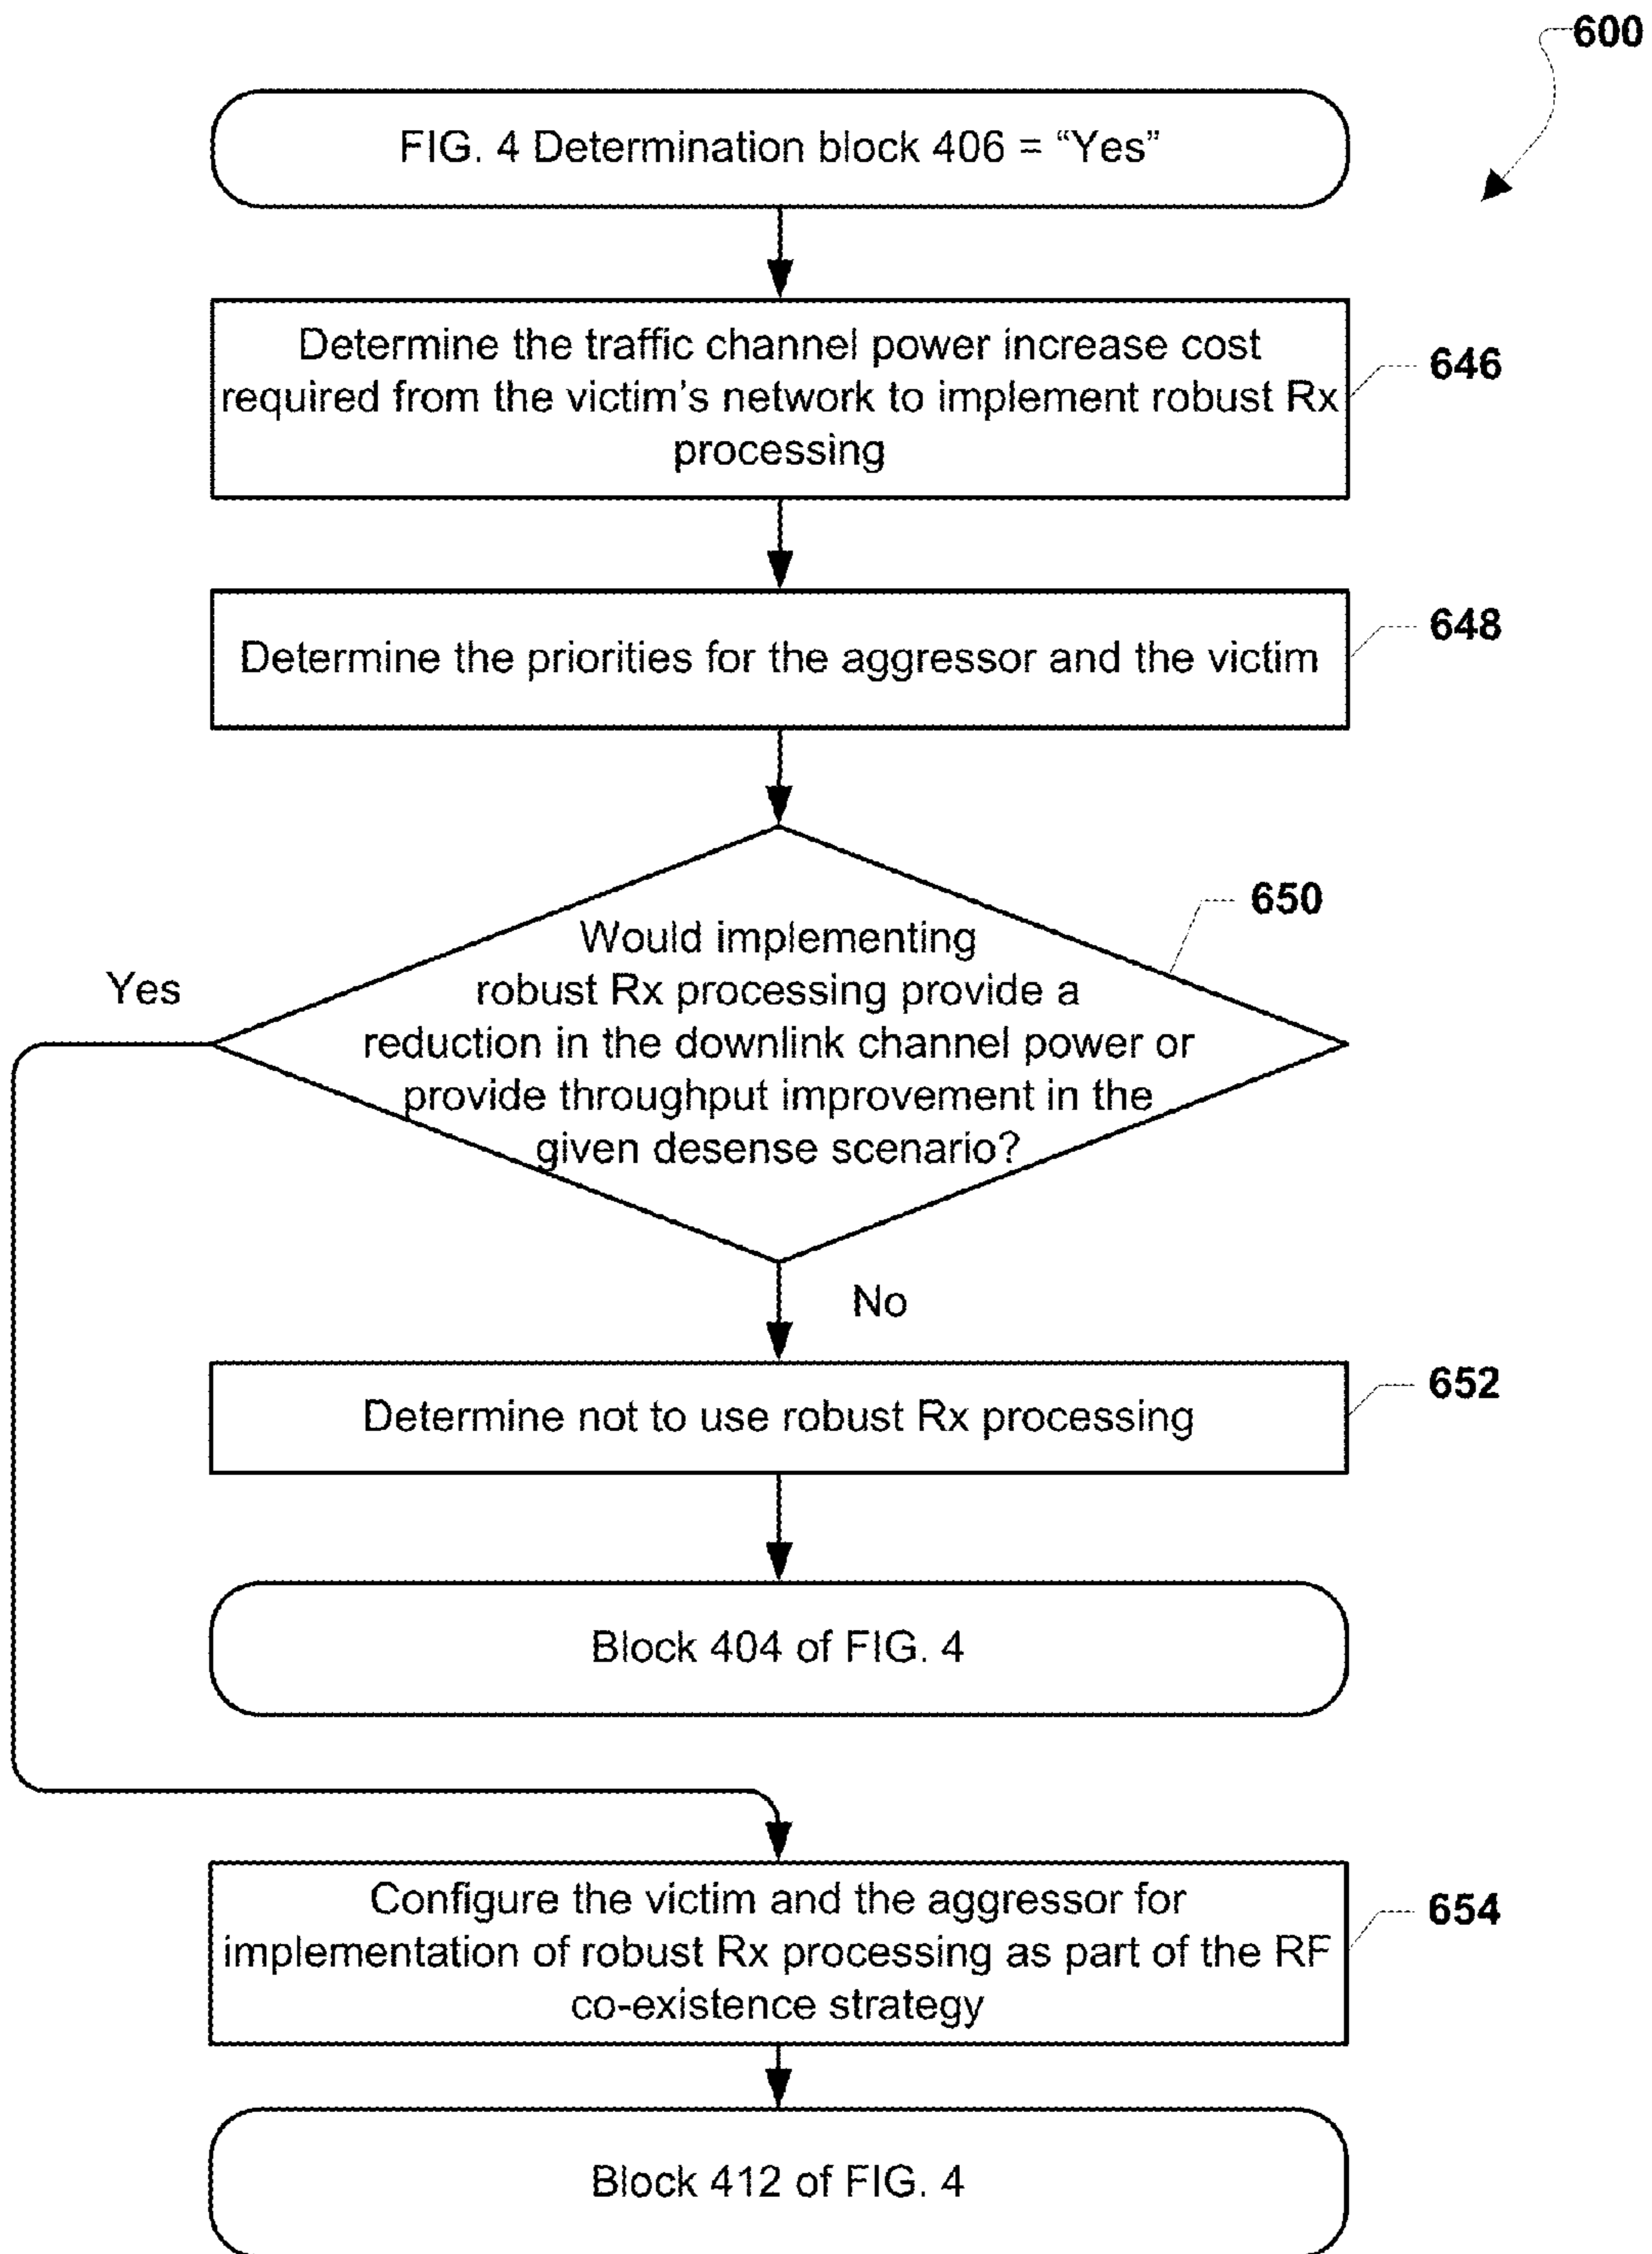 600
FIG. 4 Determination block 406 = “Yes”
Determine the traffic channel power increase cost
required from the victim’s network to implement robust Rx
processing
646
Determine the priorities for the aggressor and the victim
648
650
Would implementing
robust Rx processing provide a
reduction in the downlink channel power or
provide throughput improvement in the
given desense scenario?
Yes
No
Determine not to use robust Rx processing
652
Block 404 of FIG. 4
Configure the victim and the aggressor for
implementation of robust Rx processing as part of the RF
co-existence strategy
654
Block 412 of FIG. 4